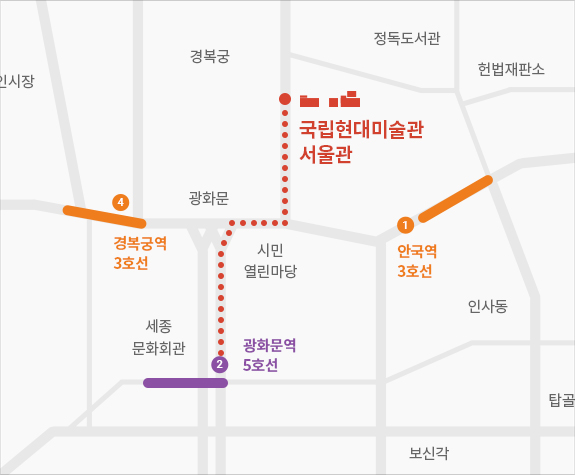 정독도서관
경복궁
헌법재판소
인시장
국립현대미술관
서울관
광화문
4
1
경복궁역
3호선
시민
열린마당
안국역
3호선
인사동
세종
문화회관
광화문역
5호선
2
탑골
보신각